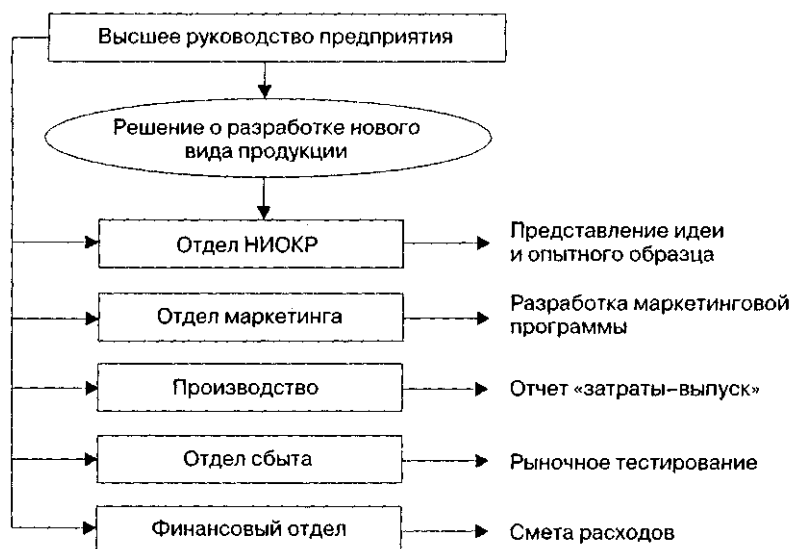 Высшее руководство предприятия
Решение о разработке нового
вида продукции
Отдел НИОКР
Представление идеи
и опытного образца
Отдел маркетинга
Разработка маркетинговой
программы
Производство
Отчет «затраты–выпуск»
Отдел сбыта
Рыночное тестирование
Финансовый отдел
Смета расходов